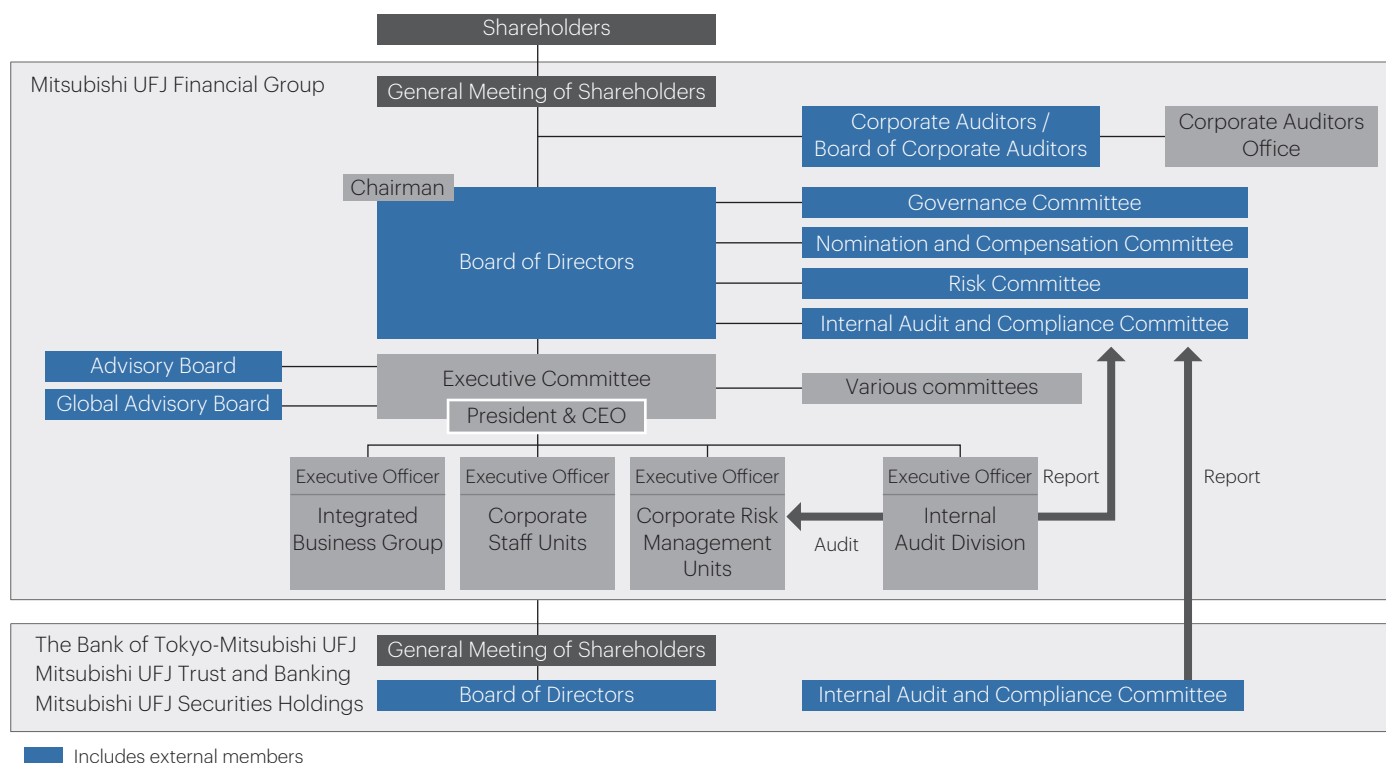 Shareholders
Mitsubishi UFJ Financial Group
General Meeting of Shareholders
Corporate Auditors /
Board of Corporate Auditors
Corporate Auditors
Office
Chairman
Board of Directors
Governance Committee
Nomination and Compensation Committee
Risk Committee
Internal Audit and Compliance Committee
Advisory Board
Global Advisory Board
Executive Committee
President & CEO
Various committees
Executive Officer
Integrated
Business Group
Executive Officer
Corporate
Staff Units
Executive Officer
Corporate Risk
Management
Units
Audit
Executive Officer
Internal
Audit Division
Report
Report
The Bank of Tokyo-Mitsubishi UFJ
Mitsubishi UFJ Trust and Banking
Mitsubishi UFJ Securities Holdings
General Meeting of Shareholders
Board of Directors
Internal Audit and Compliance Committee
Includes external members